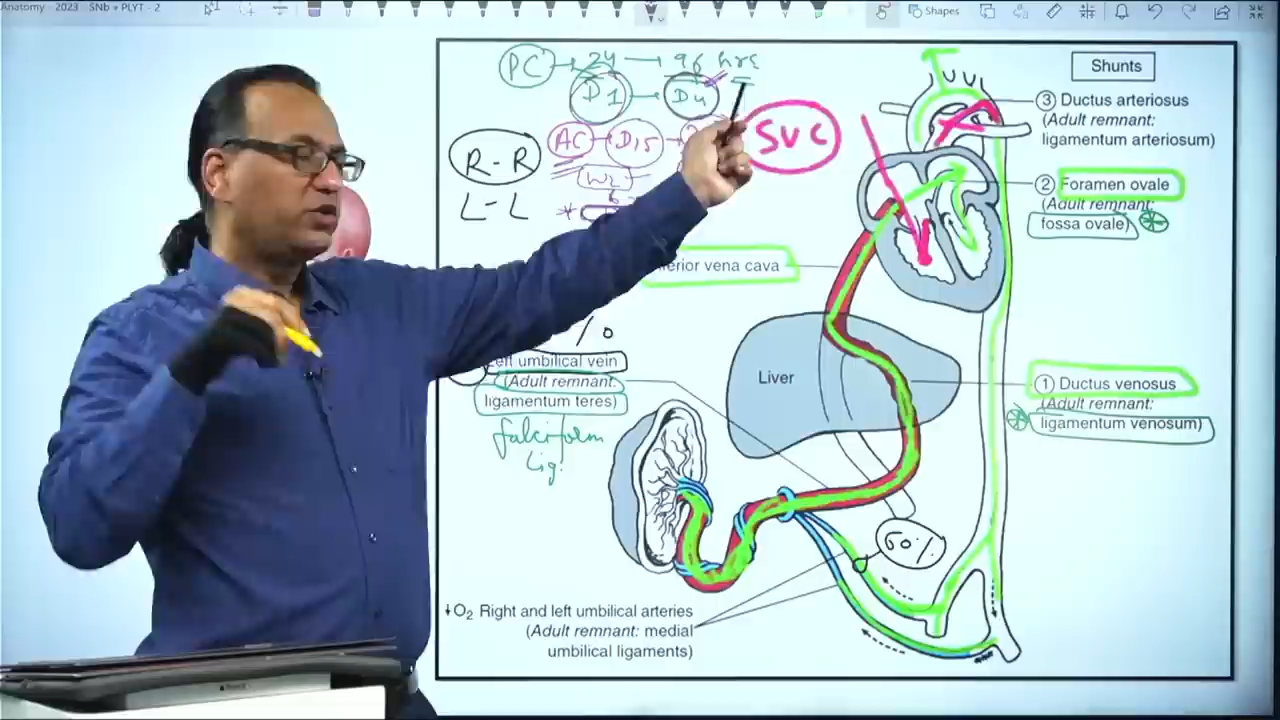 Anatomy - 2023 SNb + PLYT - 2
Shapes
PC → 24 → 96 hrs
D1 → D4
AC → D15 →
W2
R-R
L-L
SVC
Shunts
③ Ductus arteriosus
(Adult remnant:
ligamentum arteriosum)
② Foramen ovale
(Adult remnant:
fossa ovale)
vena cava
Left umbilical vein
(Adult remnant:
ligamentum teres)
falciform
Lig.
Liver
① Ductus venosus
(Adult remnant:
ligamentum venosum)
60%
↓O₂ Right and left umbilical arteries
(Adult remnant: medial
umbilical ligaments)